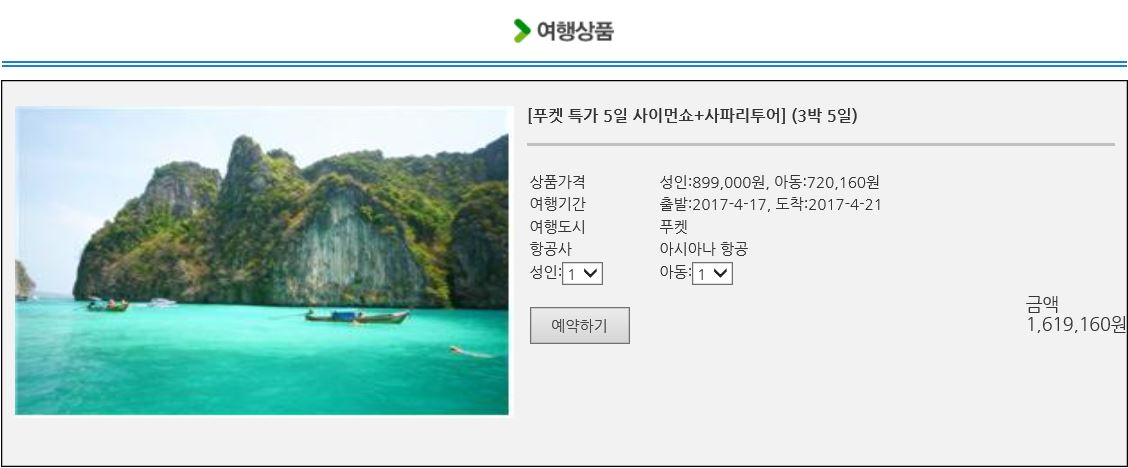 여행상품
[푸켓 특가 5일 사이먼쇼+사파리투어] (3박 5일)
상품가격 성인:899,000원, 아동:720,160원
여행기간 출발:2017-4-17, 도착:2017-4-21
여행도시 푸켓
항공사 아시아나 항공
성인:1 아동:1
예약하기
금액
1,619,160원